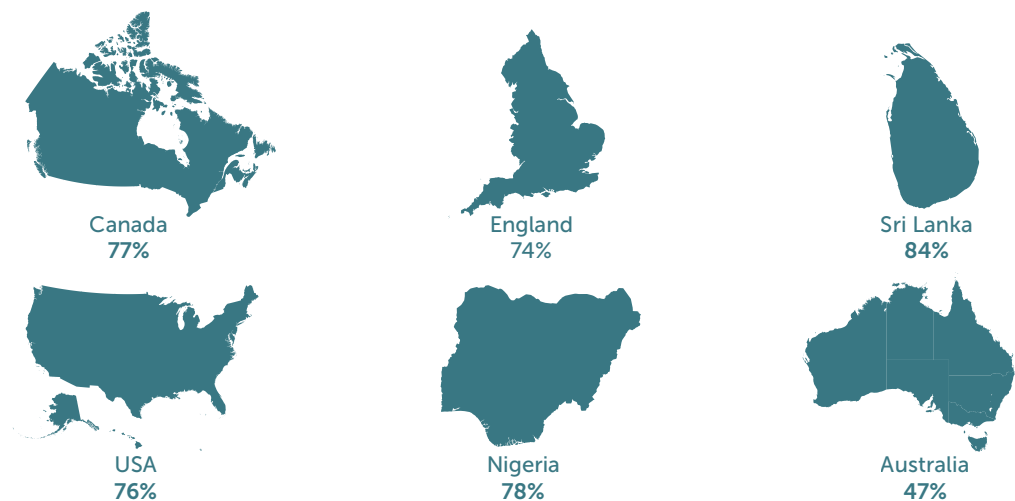 Canada
77%
England
74%
Sri Lanka
84%
USA
76%
Nigeria
78%
Australia
47%